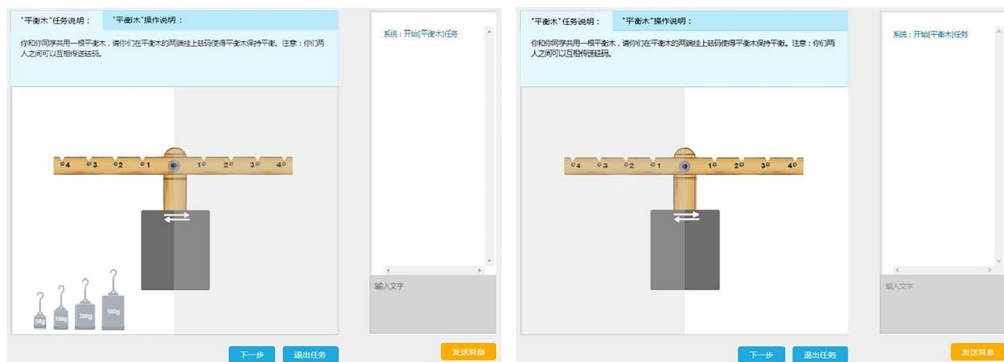 "平衡木"任务说明：
"平衡木"操作说明：
你和你同学共用一根平衡木，请你们在平衡木的两端挂上砝码使得平衡木保持平衡。注意：你们两
人之间可以互相传送砝码。
系统：开始[平衡木]任务
4 3 2 1 1 2 3 4
50g 100g 300g 500g
输入文字
下一步
退出任务
发送消息
"平衡木"任务说明：
"平衡木"操作说明：
你和你同学共用一根平衡木，请你们在平衡木的两端挂上砝码使得平衡木保持平衡。注意：你们两
人之间可以互相传送砝码。
系统：开始[平衡木]任务
4 3 2 1 1 2 3 4
输入文字
下一步
退出任务
发送消息